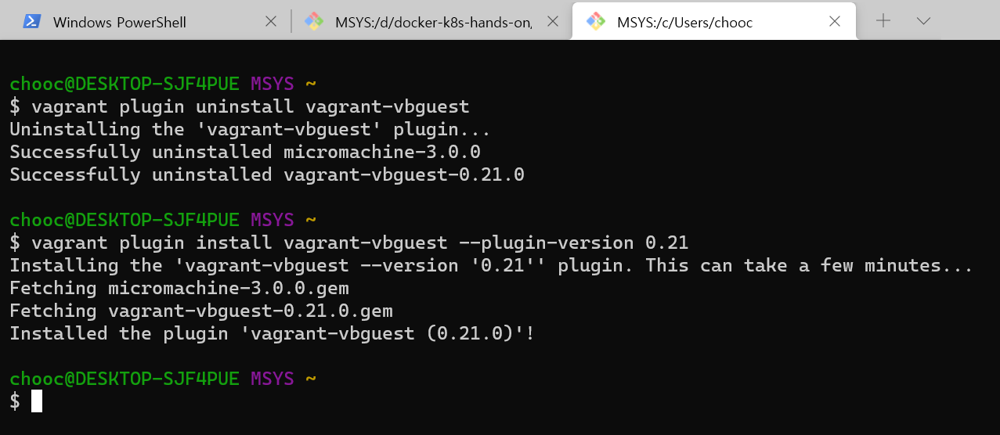 Windows PowerShell
MSYS:/d/docker-k8s-hands-on,
MSYS:/c/Users/chooc
chooc@DESKTOP-SJF4PUE MSYS ~
$ vagrant plugin uninstall vagrant-vbguest
Uninstalling the 'vagrant-vbguest' plugin...
Successfully uninstalled micromachine-3.0.0
Successfully uninstalled vagrant-vbguest-0.21.0
chooc@DESKTOP-SJF4PUE MSYS ~
$ vagrant plugin install vagrant-vbguest --plugin-version 0.21
Installing the 'vagrant-vbguest --version '0.21'' plugin. This can take a few minutes...
Fetching micromachine-3.0.0.gem
Fetching vagrant-vbguest-0.21.0.gem
Installed the plugin 'vagrant-vbguest (0.21.0)'!
chooc@DESKTOP-SJF4PUE MSYS ~
$